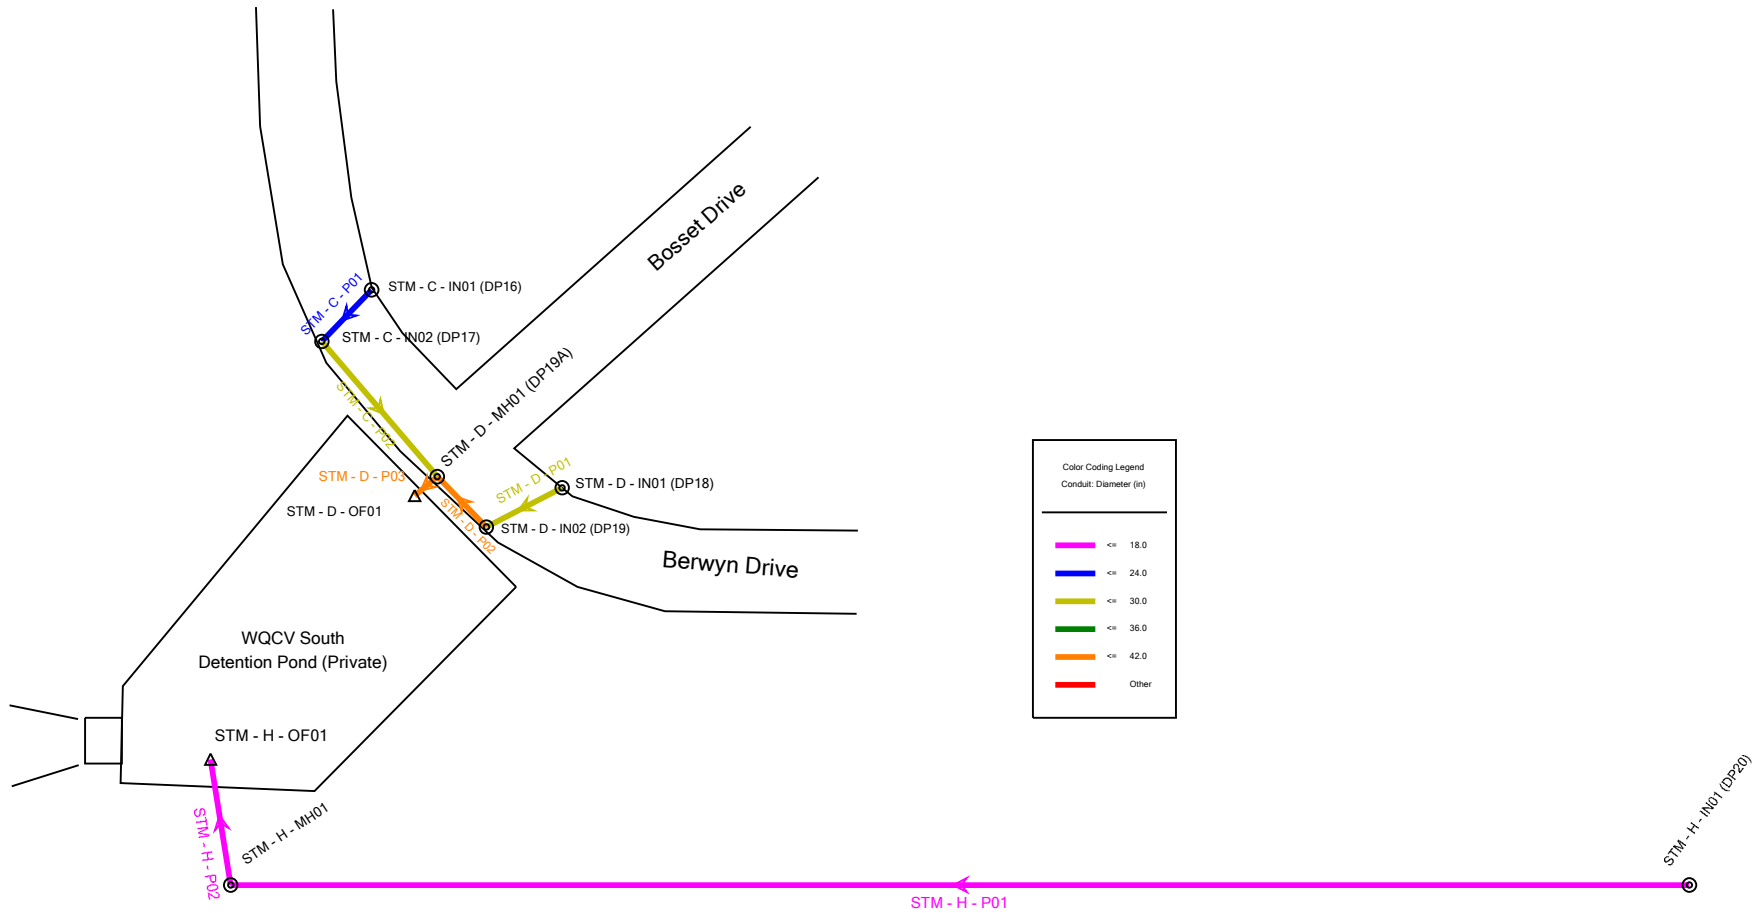 Bosset Drive
STM - C - P01
STM - C - IN01 (DP16)
STM - C - IN02 (DP17)
STM - C - P02
STM - D - MH01 (DP19A)
STM - D - P03
STM - D - P01
STM - D - IN01 (DP18)
STM - D - OF01
STM - D - P02
STM - D - IN02 (DP19)
Berwyn Drive
WQCV South
Detention Pond (Private)
STM - H - OF01
STM - H - MH01
STM - H - P02
STM - H - P01
STM - H - IN01 (DP20)
Color Coding Legend
Conduit: Diameter (in)
<= 18.0
<= 24.0
<= 30.0
<= 36.0
<= 42.0
Other